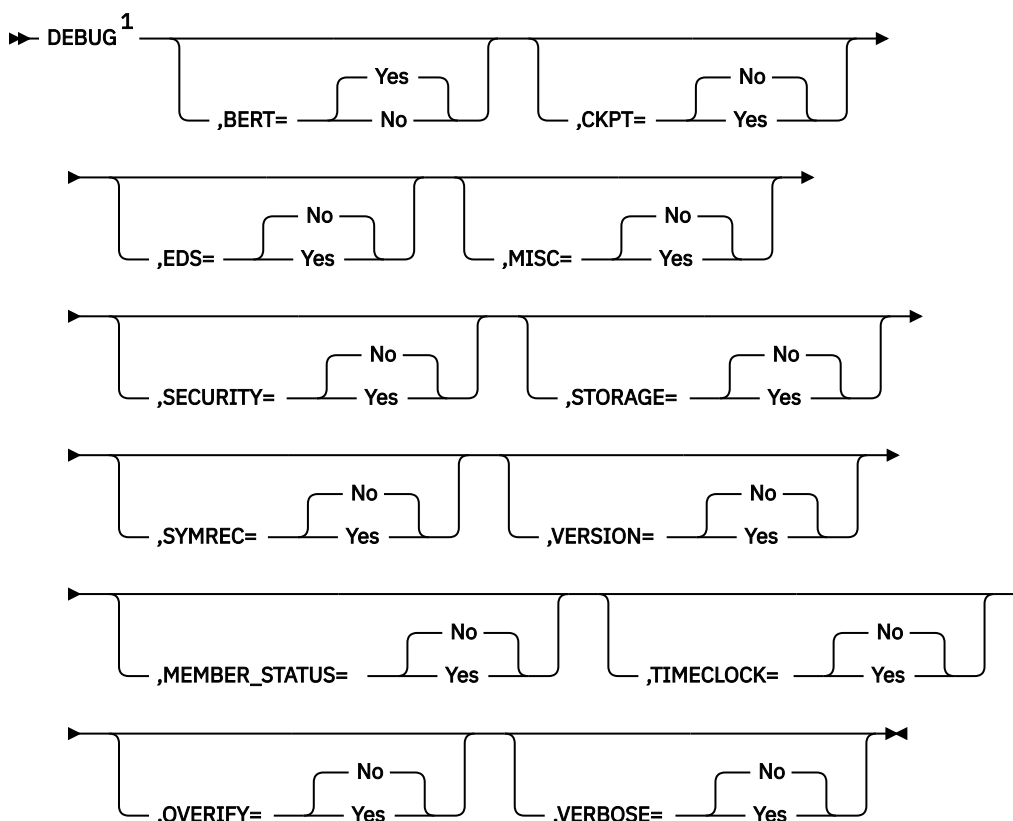 DEBUG1
Yes No
,BERT= No ,CKPT= Yes
No No
,EDS= Yes ,MISC= Yes
No No
,SECURITY= Yes ,STORAGE= Yes
No No
,SYMREC= Yes ,VERSION= Yes
No No
,MEMBER_STATUS= Yes ,TIMECLOCK= Yes
No No
,QVERIFY= Yes ,VERBOSE= Yes